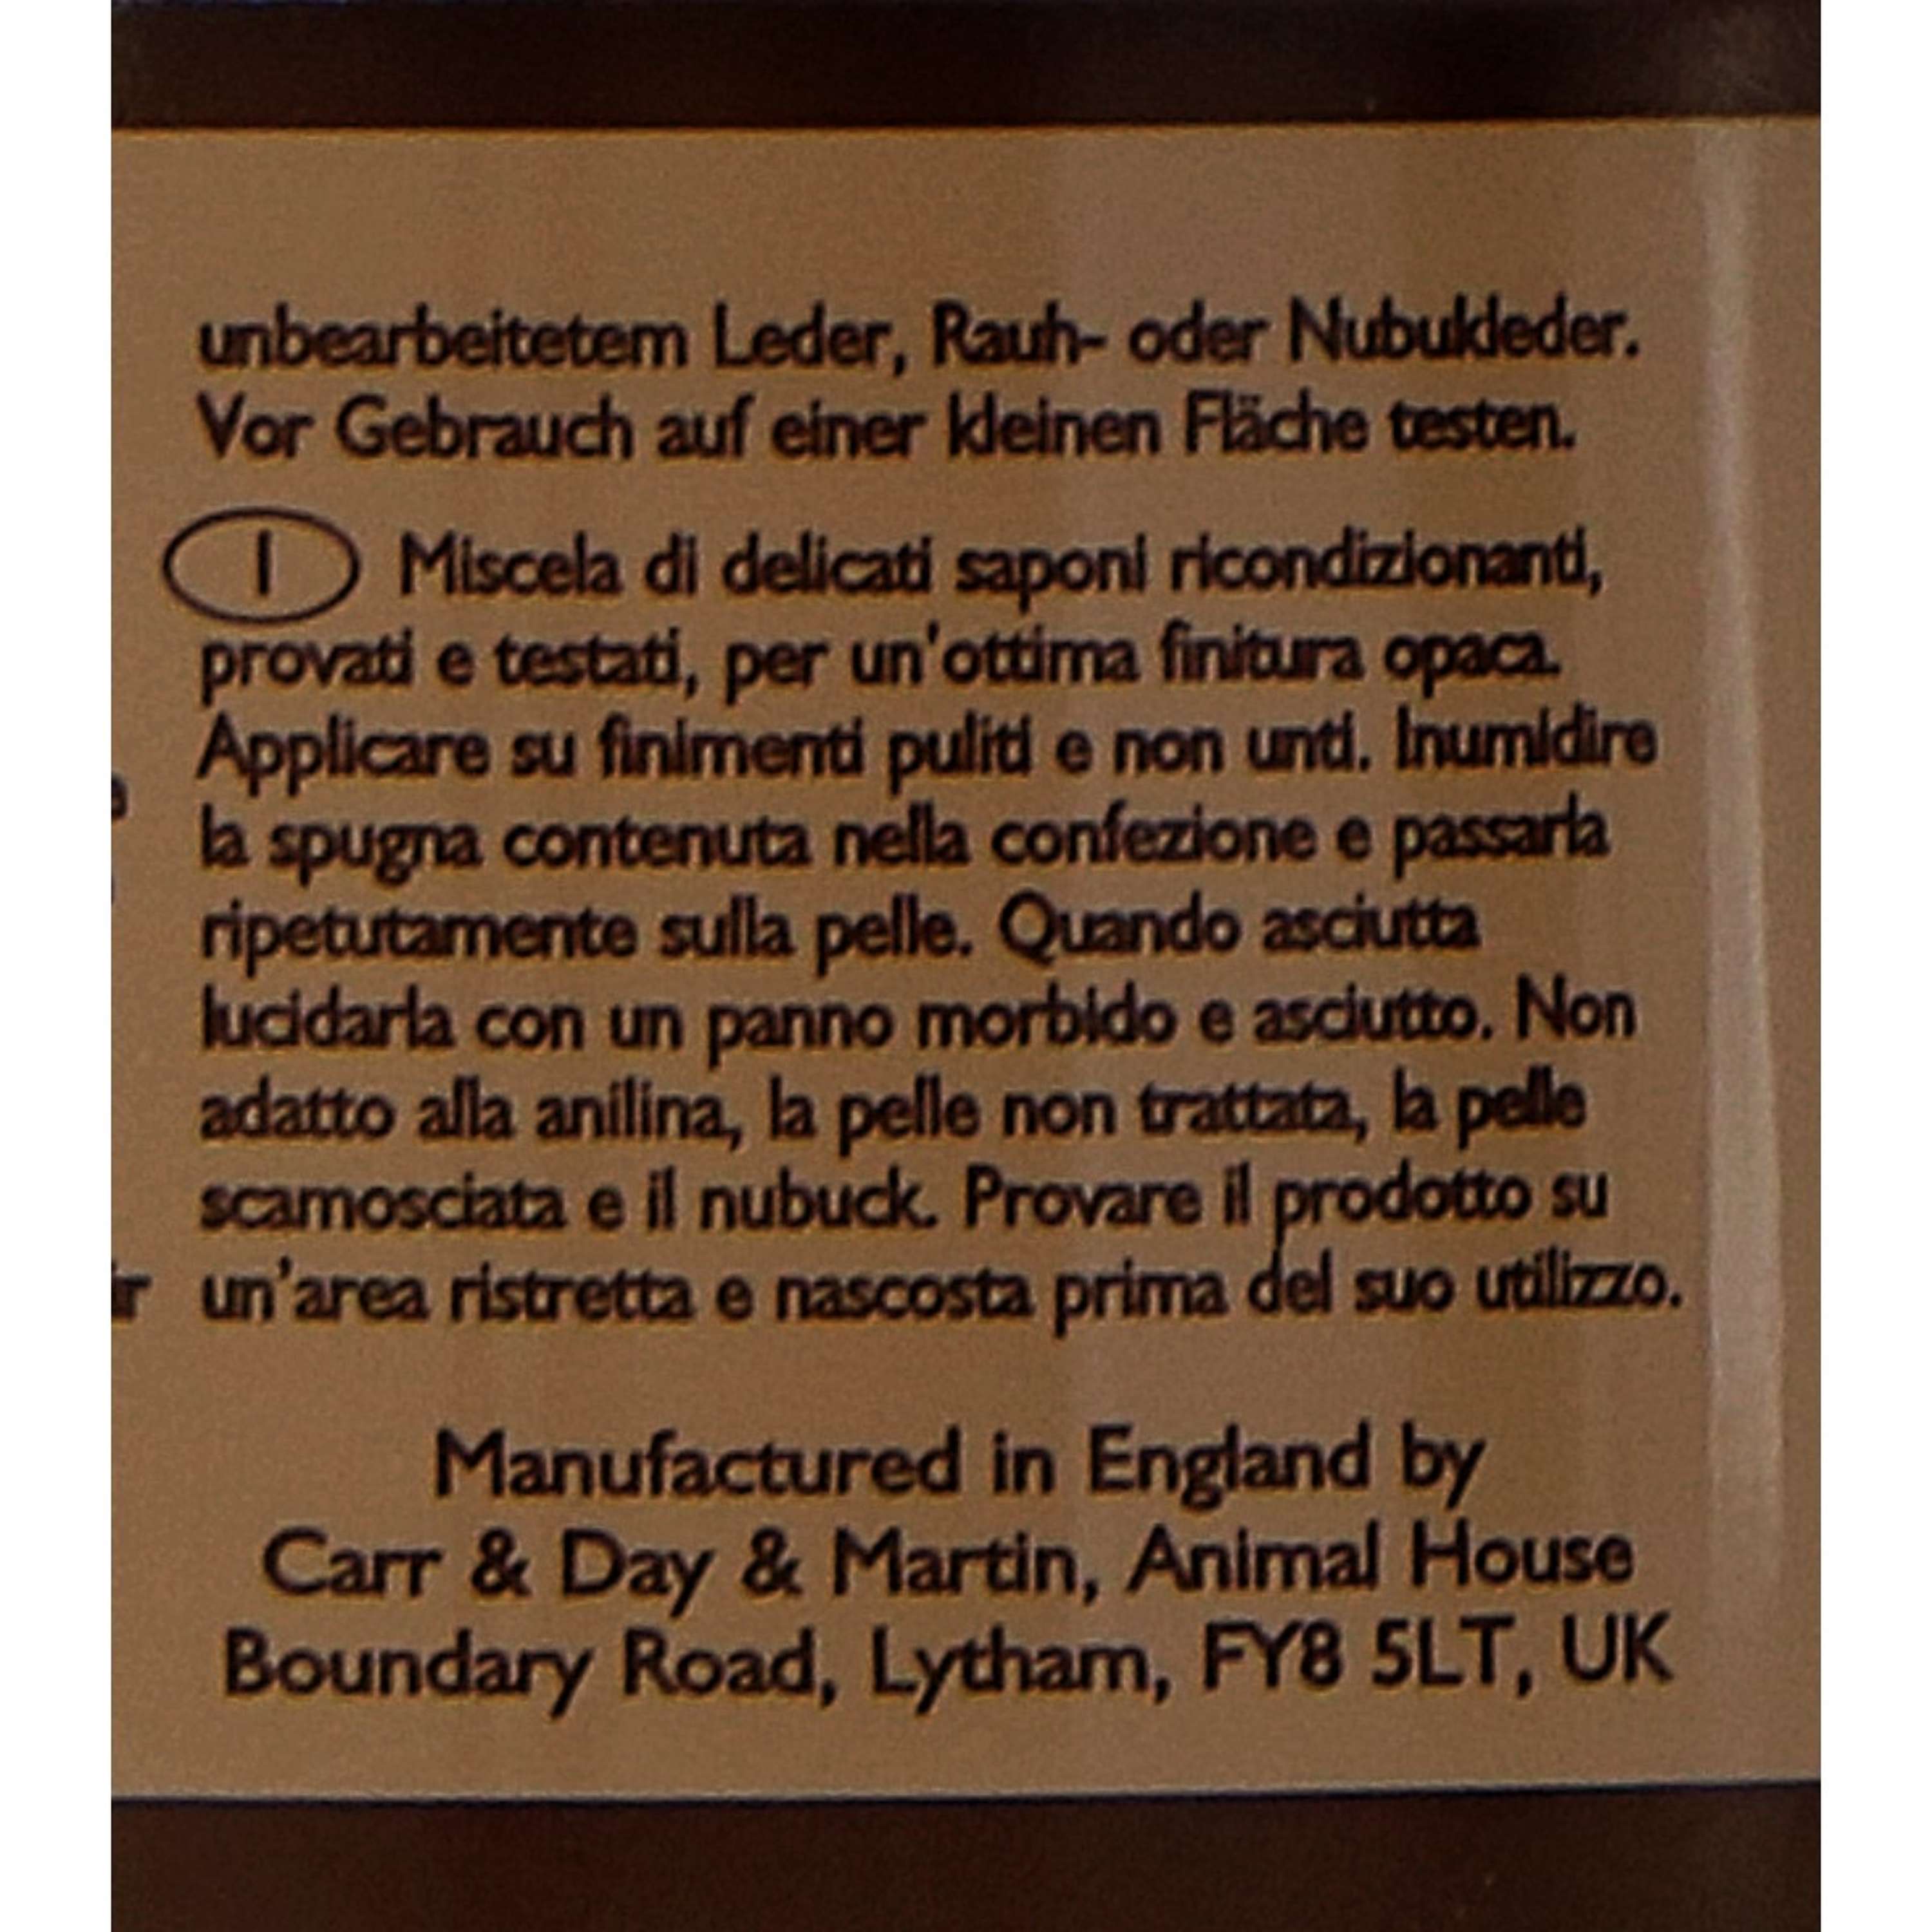 unbearbeitetem Leder, Rauh- oder Nubukleder.
Vor Gebrauch auf einer kleinen Fläche testen.
I Miscela di delicati saponi ricondizionanti,
provati e testati, per un'ottima finitura opaca.
Applicare su finimenti puliti e non unti. Inumidire
la spugna contenuta nella confezione e passarla
ripetutamente sulla pelle. Quando asciutta
lucidarla con un panno morbido e asciutto. Non
adatto alla anilina, la pelle non trattata, la pelle
scamosciata e il nubuck. Provare il prodotto su
un'area ristretta e nascosta prima del suo utilizzo.
Manufactured in England by
Carr & Day & Martin, Animal House
Boundary Road, Lytham, FY8 5LT, UK